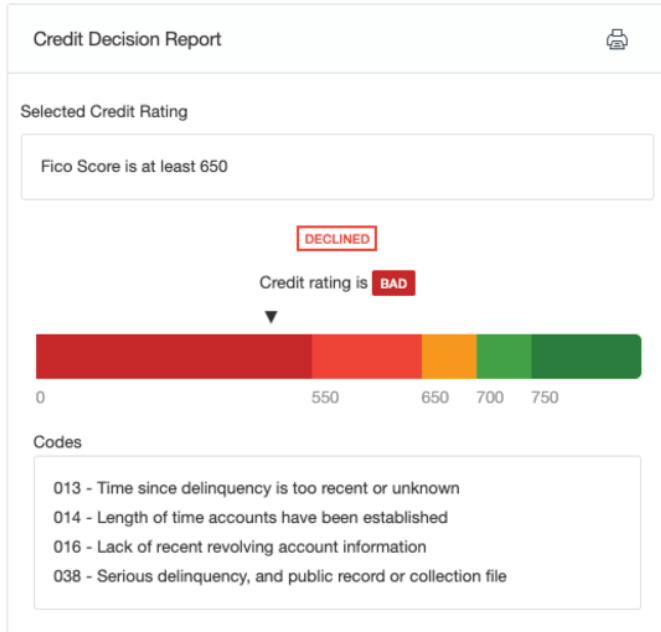 Credit Decision Report
Selected Credit Rating
Fico Score is at least 650
DECLINED
Credit rating is BAD
0 550 650 700 750
Codes
013 - Time since delinquency is too recent or unknown
014 - Length of time accounts have been established
016 - Lack of recent revolving account information
038 - Serious delinquency, and public record or collection file